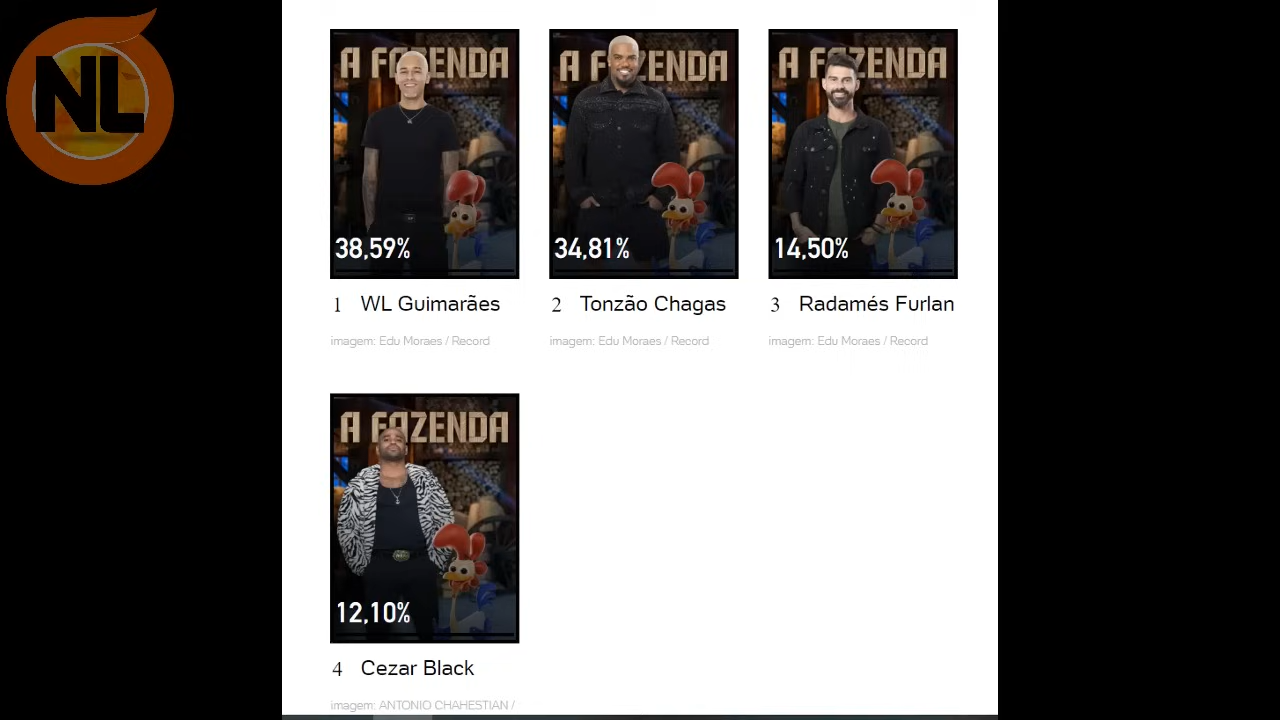 NL
A FAZENDA
A FAZENDA
A FAZENDA
38,59%
34,81%
14,50%
1 WL Guimarães
2 Tonzão Chagas
3 Radamés Furlan
imagem: Edu Moraes / Record
imagem: Edu Moraes / Record
imagem: Edu Moraes / Record
A FAZENDA
12,10%
4 Cezar Black
imagem: ANTONIO CHAHESTIAN /